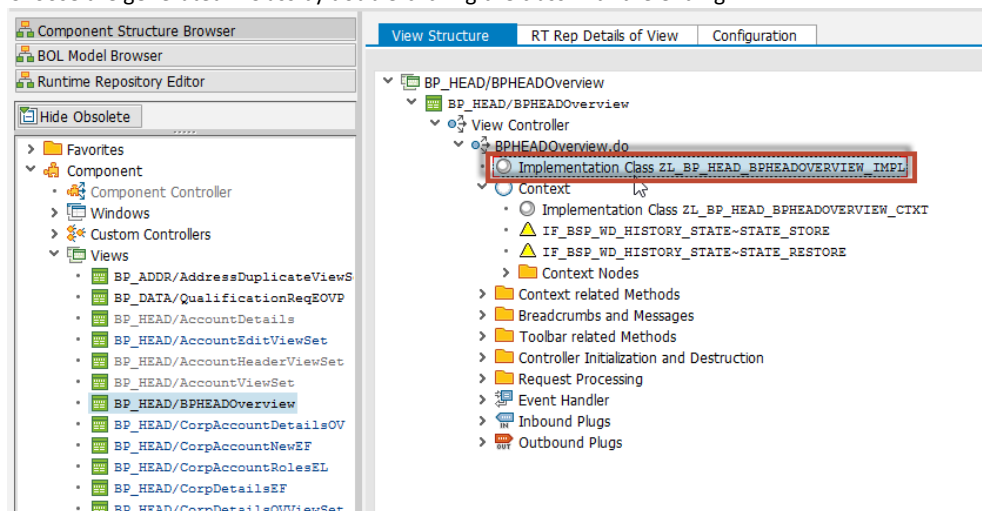 Component Structure Browser
BOL Model Browser
Runtime Repository Editor
Hide Obsolete
Favorites
Component
Component Controller
Windows
Custom Controllers
Views
BP_ADDR/AddressDuplicateViewS
BP_DATA/QualificationReqEOVP
BP_HEAD/AccountDetails
BP_HEAD/AccountEditViewSet
BP_HEAD/AccountHeaderViewSet
BP_HEAD/AccountViewSet
BP_HEAD/BPHEADOverview
BP_HEAD/CorpAccountDetailsOV
BP_HEAD/CorpAccountNewEF
BP_HEAD/CorpAccountRolesEL
BP_HEAD/CorpDetailsEF
BP_HEAD/CorpDetailsOVViewSet
View Structure RT Rep Details of View Configuration
BP_HEAD/BPHEADOverview
BP_HEAD/BPHEADOverview
View Controller
BPHEADOverview.do
Implementation Class ZL_BP_HEAD_BPHEADOVERVIEW_IMPL
Context
Implementation Class ZL_BP_HEAD_BPHEADOVERVIEW_CTXT
IF_BSP_WD_HISTORY_STATE~STATE_STORE
IF_BSP_WD_HISTORY_STATE~STATE_RESTORE
Context Nodes
Context related Methods
Breadcrumbs and Messages
Toolbar related Methods
Controller Initialization and Destruction
Request Processing
Event Handler
IN Inbound Plugs
OUT Outbound Plugs